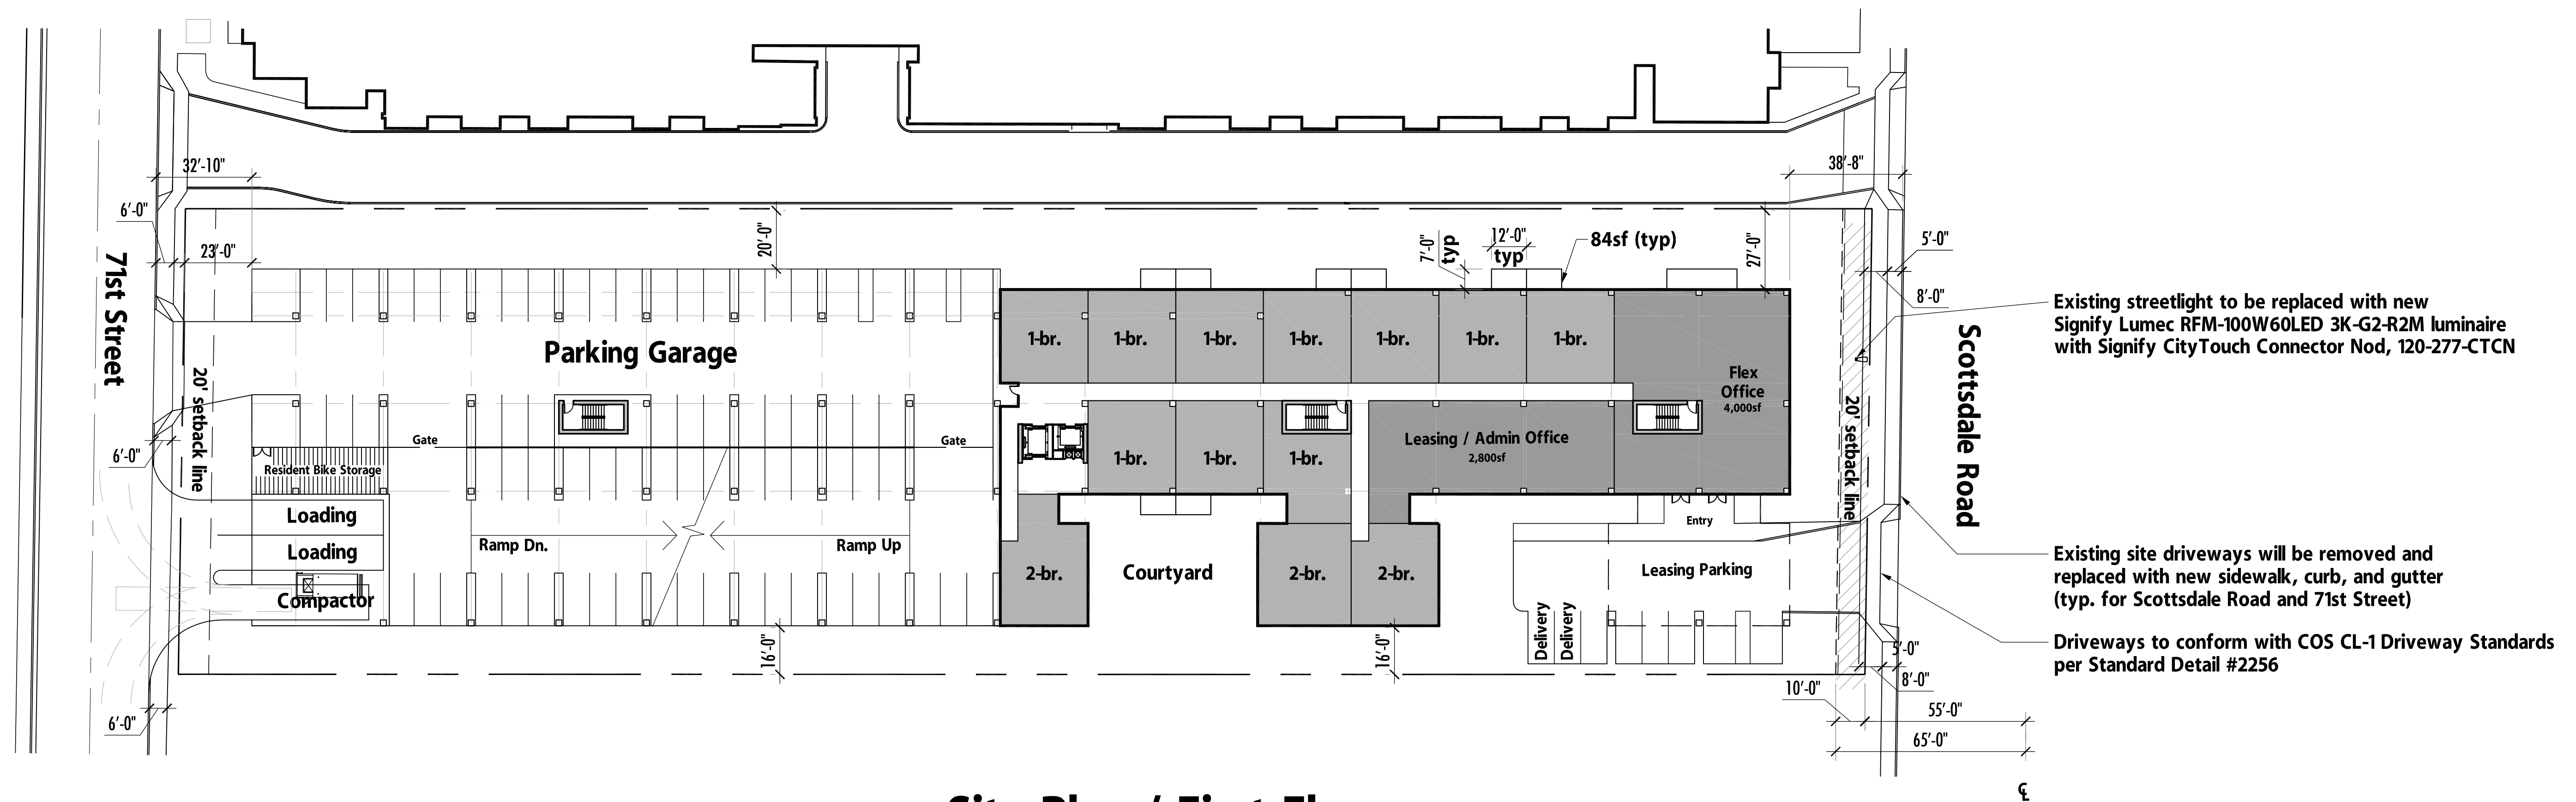 32'-10"
38'-8"
6'-0"
23'-0"
20'-0"
7'-0"
typ
12'-0"
typ
84sf (typ)
27'-0"
5'-0"
8'-0"
71st Street
20' setback line
Parking Garage
1-br.
1-br.
1-br.
1-br.
1-br.
1-br.
1-br.
Flex
Office
4,000sf
20' setback line
Scottsdale Road
Existing streetlight to be replaced with new
Signify Lumec RFM-100W60LED 3K-G2-R2M luminaire
with Signify CityTouch Connector Nod, 120-277-CTCN
6'-0"
Gate
Gate
Resident Bike Storage
1-br.
1-br.
1-br.
Leasing / Admin Office
2,800sf
Loading
Loading
Compactor
Ramp Dn.
Ramp Up
2-br.
Courtyard
2-br.
2-br.
Entry
Leasing Parking
Delivery
Delivery
Existing site driveways will be removed and
replaced with new sidewalk, curb, and gutter
(typ. for Scottsdale Road and 71st Street)
Driveways to conform with COS CL-1 Driveway Standards
per Standard Detail #2256
16'-0"
16'-0"
5'-0"
8'-0"
10'-0"
6'-0"
55'-0"
65'-0"
℄